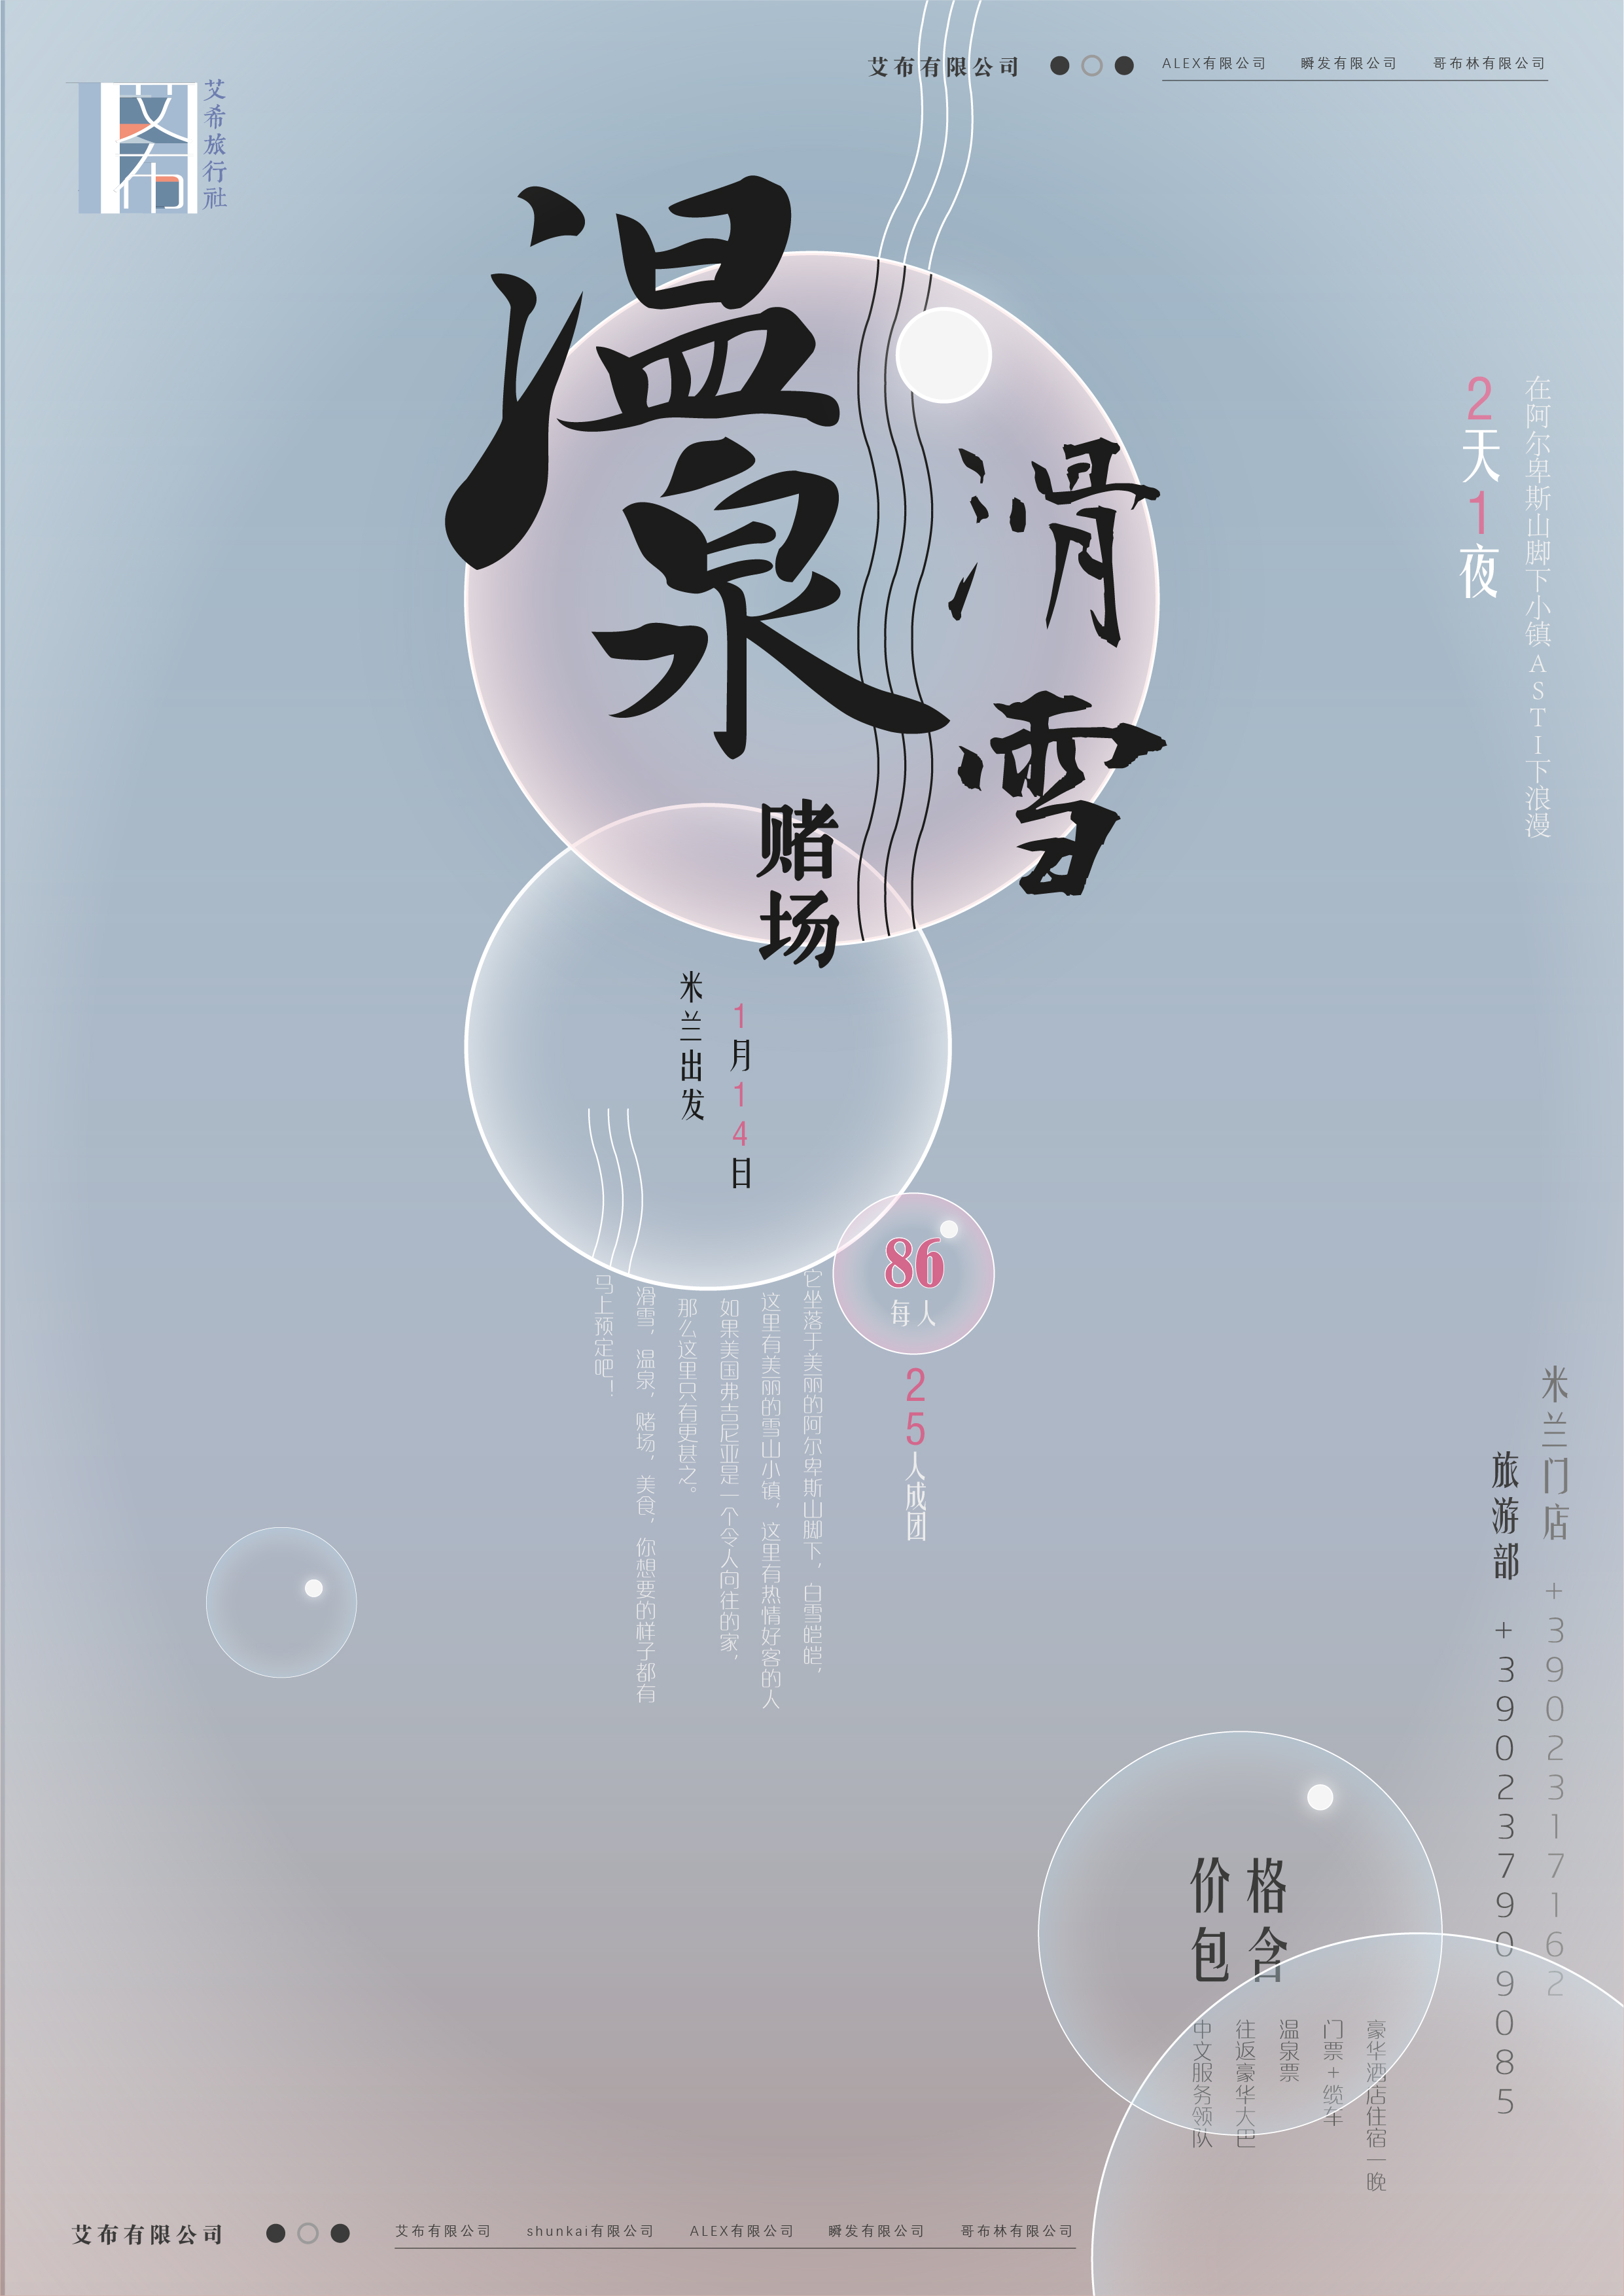 艾布有限公司
ALEX有限公司 瞬发有限公司 哥布林有限公司
艾布
艾希旅行社
温泉
滑雪
赌场
在阿尔卑斯山脚下小镇ASTI下浪漫
2天1夜
1月14日
米兰出发
86
每人
25人成团
它坐落于美丽的阿尔卑斯山脚下，白雪皑皑，
这里有美丽的雪山小镇，这里有热情好客的人
如果美国弗吉尼亚是一个令人向往的家，
那么这里只有更甚之。
滑雪，温泉，赌场，美食，你想要的样子都有
马上预定吧！
米兰门店 +390231717162
旅游部 +3902379090985
价格
包含
豪华酒店住宿一晚
门票+缆车
温泉票
往返豪华大巴
中文服务领队
艾布有限公司
艾布有限公司 shunkai有限公司 ALEX有限公司 瞬发有限公司 哥布林有限公司